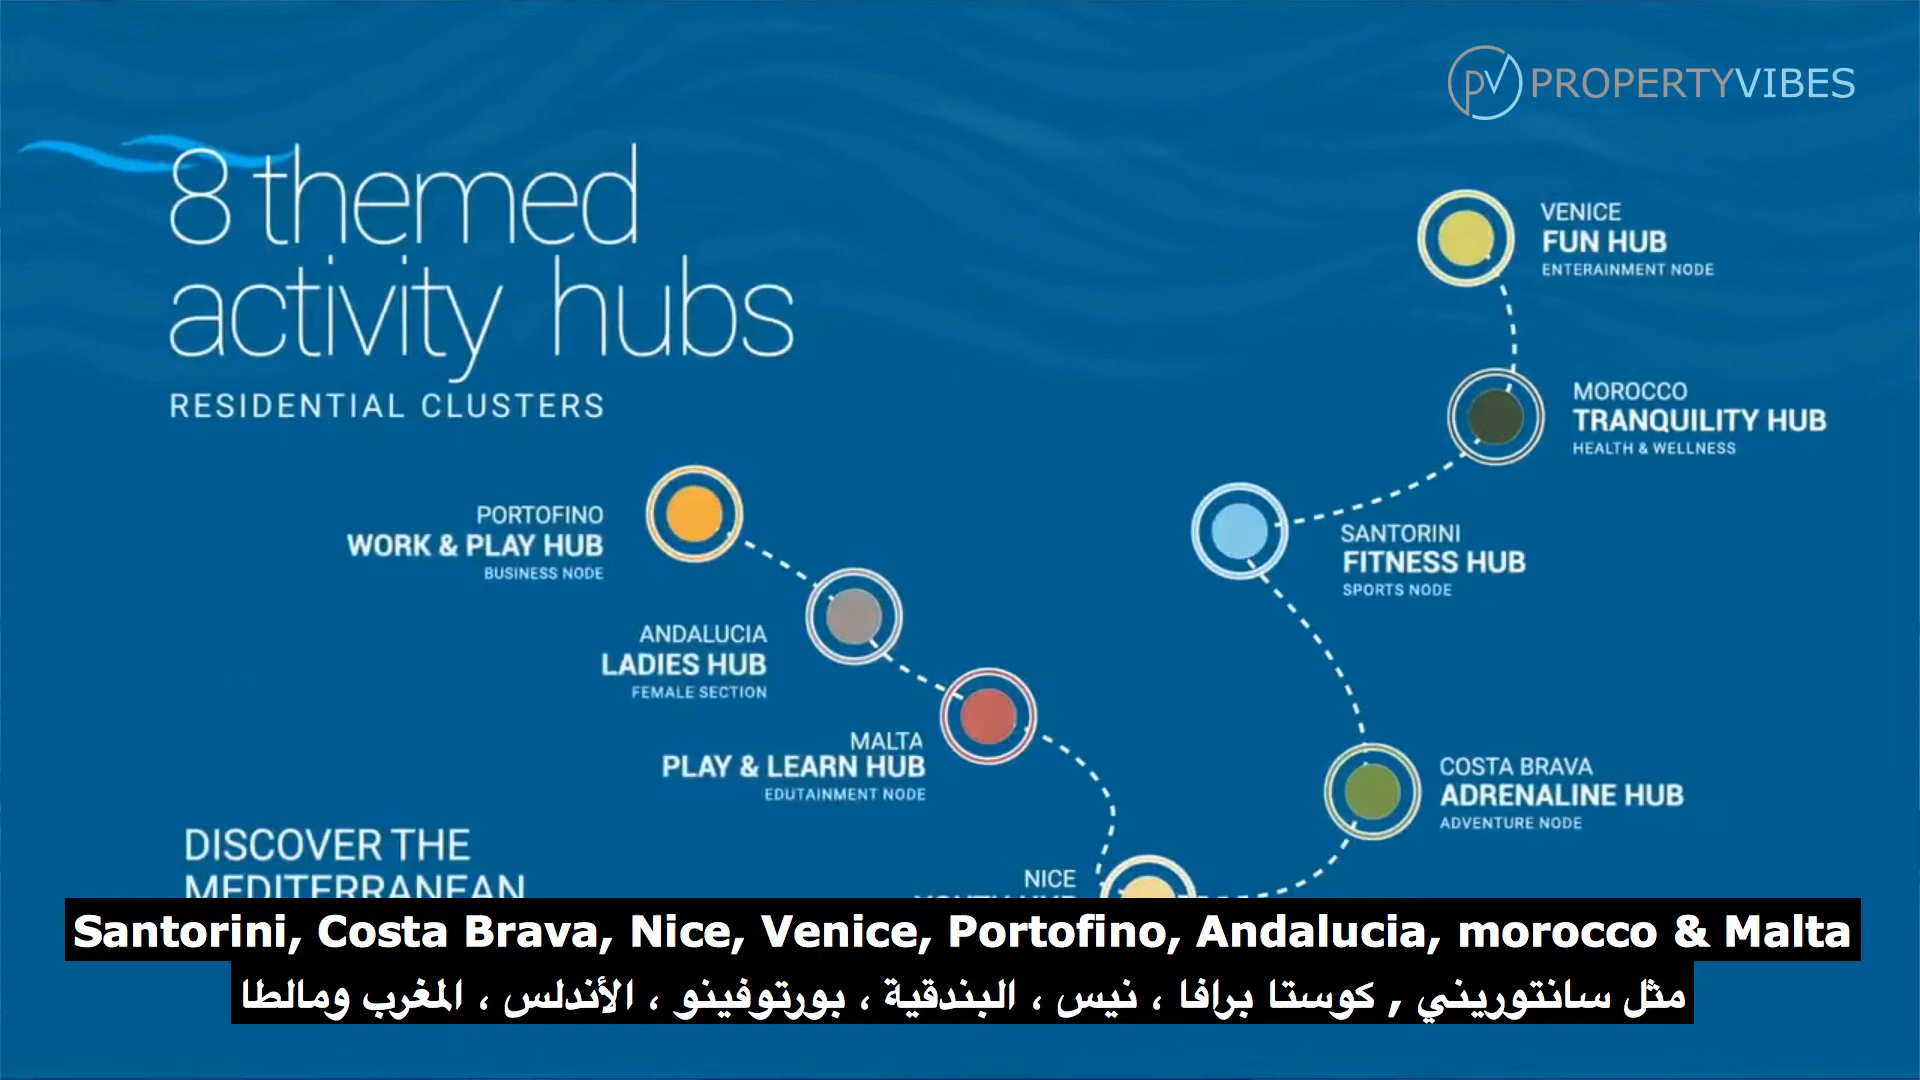 PV PROPERTYVIBES
8 themed
activity hubs
RESIDENTIAL CLUSTERS
VENICE
FUN HUB
ENTERAINMENT NODE
MOROCCO
TRANQUILITY HUB
HEALTH & WELLNESS
SANTORINI
FITNESS HUB
SPORTS NODE
PORTOFINO
WORK & PLAY HUB
BUSINESS NODE
ANDALUCIA
LADIES HUB
FEMALE SECTION
MALTA
PLAY & LEARN HUB
EDUTAINMENT NODE
COSTA BRAVA
ADRENALINE HUB
ADVENTURE NODE
NICE
DISCOVER THE
MEDITERRANEAN
Santorini, Costa Brava, Nice, Venice, Portofino, Andalucia, morocco & Malta
مثل سانتوريني , كوستا برافا ، نيس ، البندقية ، بورتوفينو ، الأندلس ، المغرب ومالطا